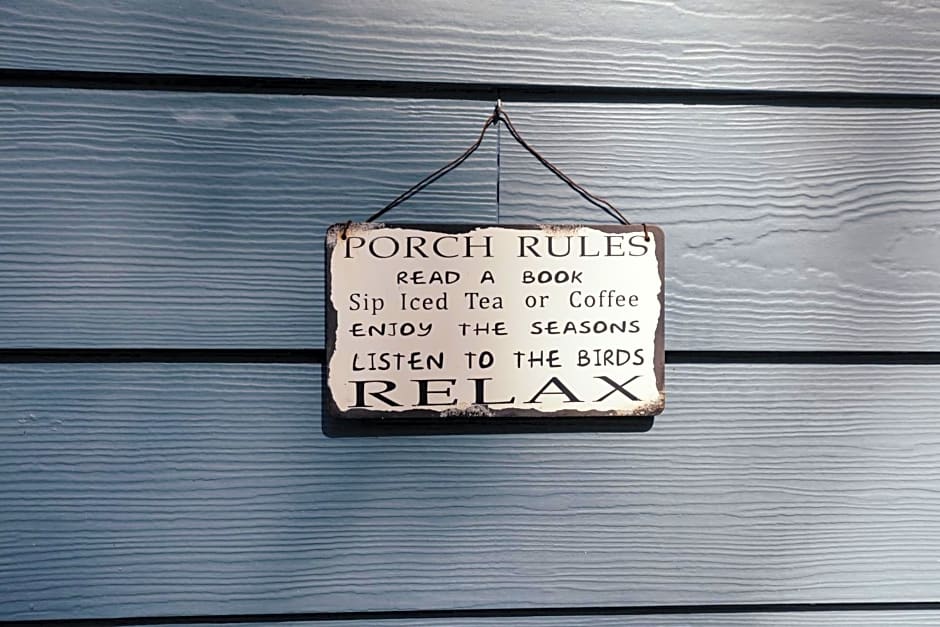 PORCH RULES
READ A BOOK
Sip Iced Tea or Coffee
ENJOY THE SEASONS
LISTEN TO THE BIRDS
RELAX